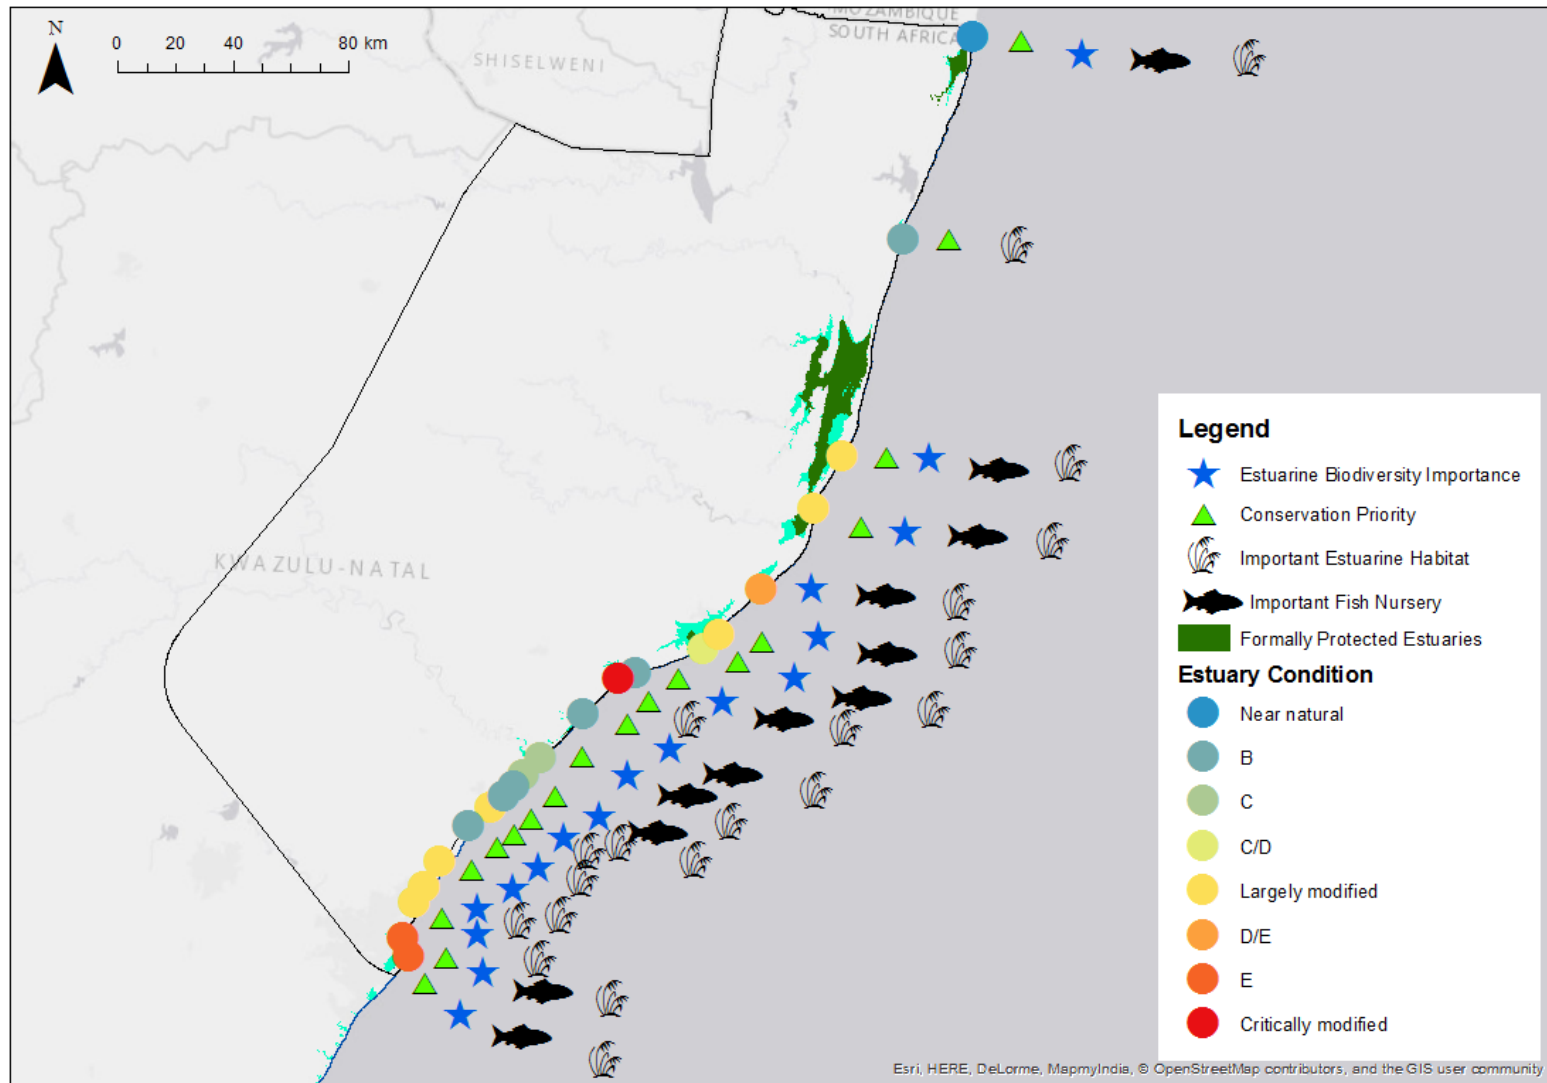 N
0 20 40 80 km
MOZAMBIQUE
SOUTH AFRICA
SHISELWENI
KWAZULU-NATAL
Legend
Estuarine Biodiversity Importance
Conservation Priority
Important Estuarine Habitat
Important Fish Nursery
Formally Protected Estuaries
Estuary Condition
Near natural
B
C
C/D
Largely modified
D/E
E
Critically modified
Esri, HERE, DeLorme, MapmyIndia, © OpenStreetMap contributors, and the GIS user community